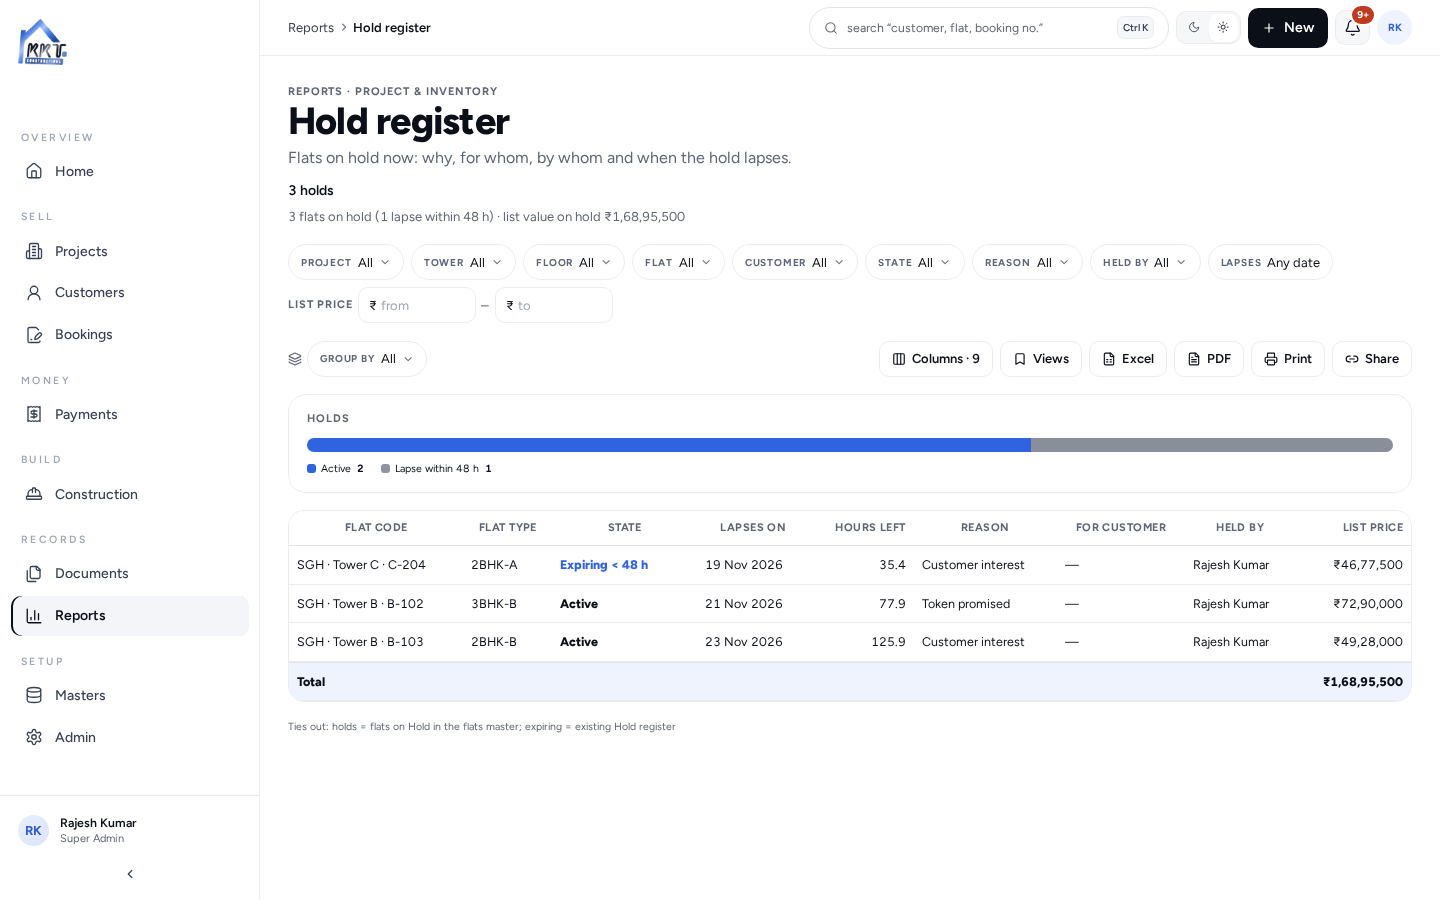 RRT
CONSTRUCTIONS
Reports > Hold register
search “customer, flat, booking no.”
Ctrl K
New
9+
RK
OVERVIEW
Home
SELL
Projects
Customers
Bookings
MONEY
Payments
BUILD
Construction
RECORDS
Documents
Reports
SETUP
Masters
Admin
RK
Rajesh Kumar
Super Admin
REPORTS · PROJECT & INVENTORY
Hold register
Flats on hold now: why, for whom, by whom and when the hold lapses.
3 holds
3 flats on hold (1 lapse within 48 h) · list value on hold ₹1,68,95,500
PROJECT All TOWER All FLOOR All FLAT All CUSTOMER All STATE All REASON All HELD BY All LAPSES Any date
LIST PRICE ₹ from – ₹ to
GROUP BY All
Columns · 9 Views Excel PDF Print Share
HOLDS
Active 2 Lapse within 48 h 1
FLAT CODE FLAT TYPE STATE LAPSES ON HOURS LEFT REASON FOR CUSTOMER HELD BY LIST PRICE
SGH · Tower C · C-204 2BHK-A Expiring < 48 h 19 Nov 2026 35.4 Customer interest — Rajesh Kumar ₹46,77,500
SGH · Tower B · B-102 3BHK-B Active 21 Nov 2026 77.9 Token promised — Rajesh Kumar ₹72,90,000
SGH · Tower B · B-103 2BHK-B Active 23 Nov 2026 125.9 Customer interest — Rajesh Kumar ₹49,28,000
Total ₹1,68,95,500
Ties out: holds = flats on Hold in the flats master; expiring = existing Hold register